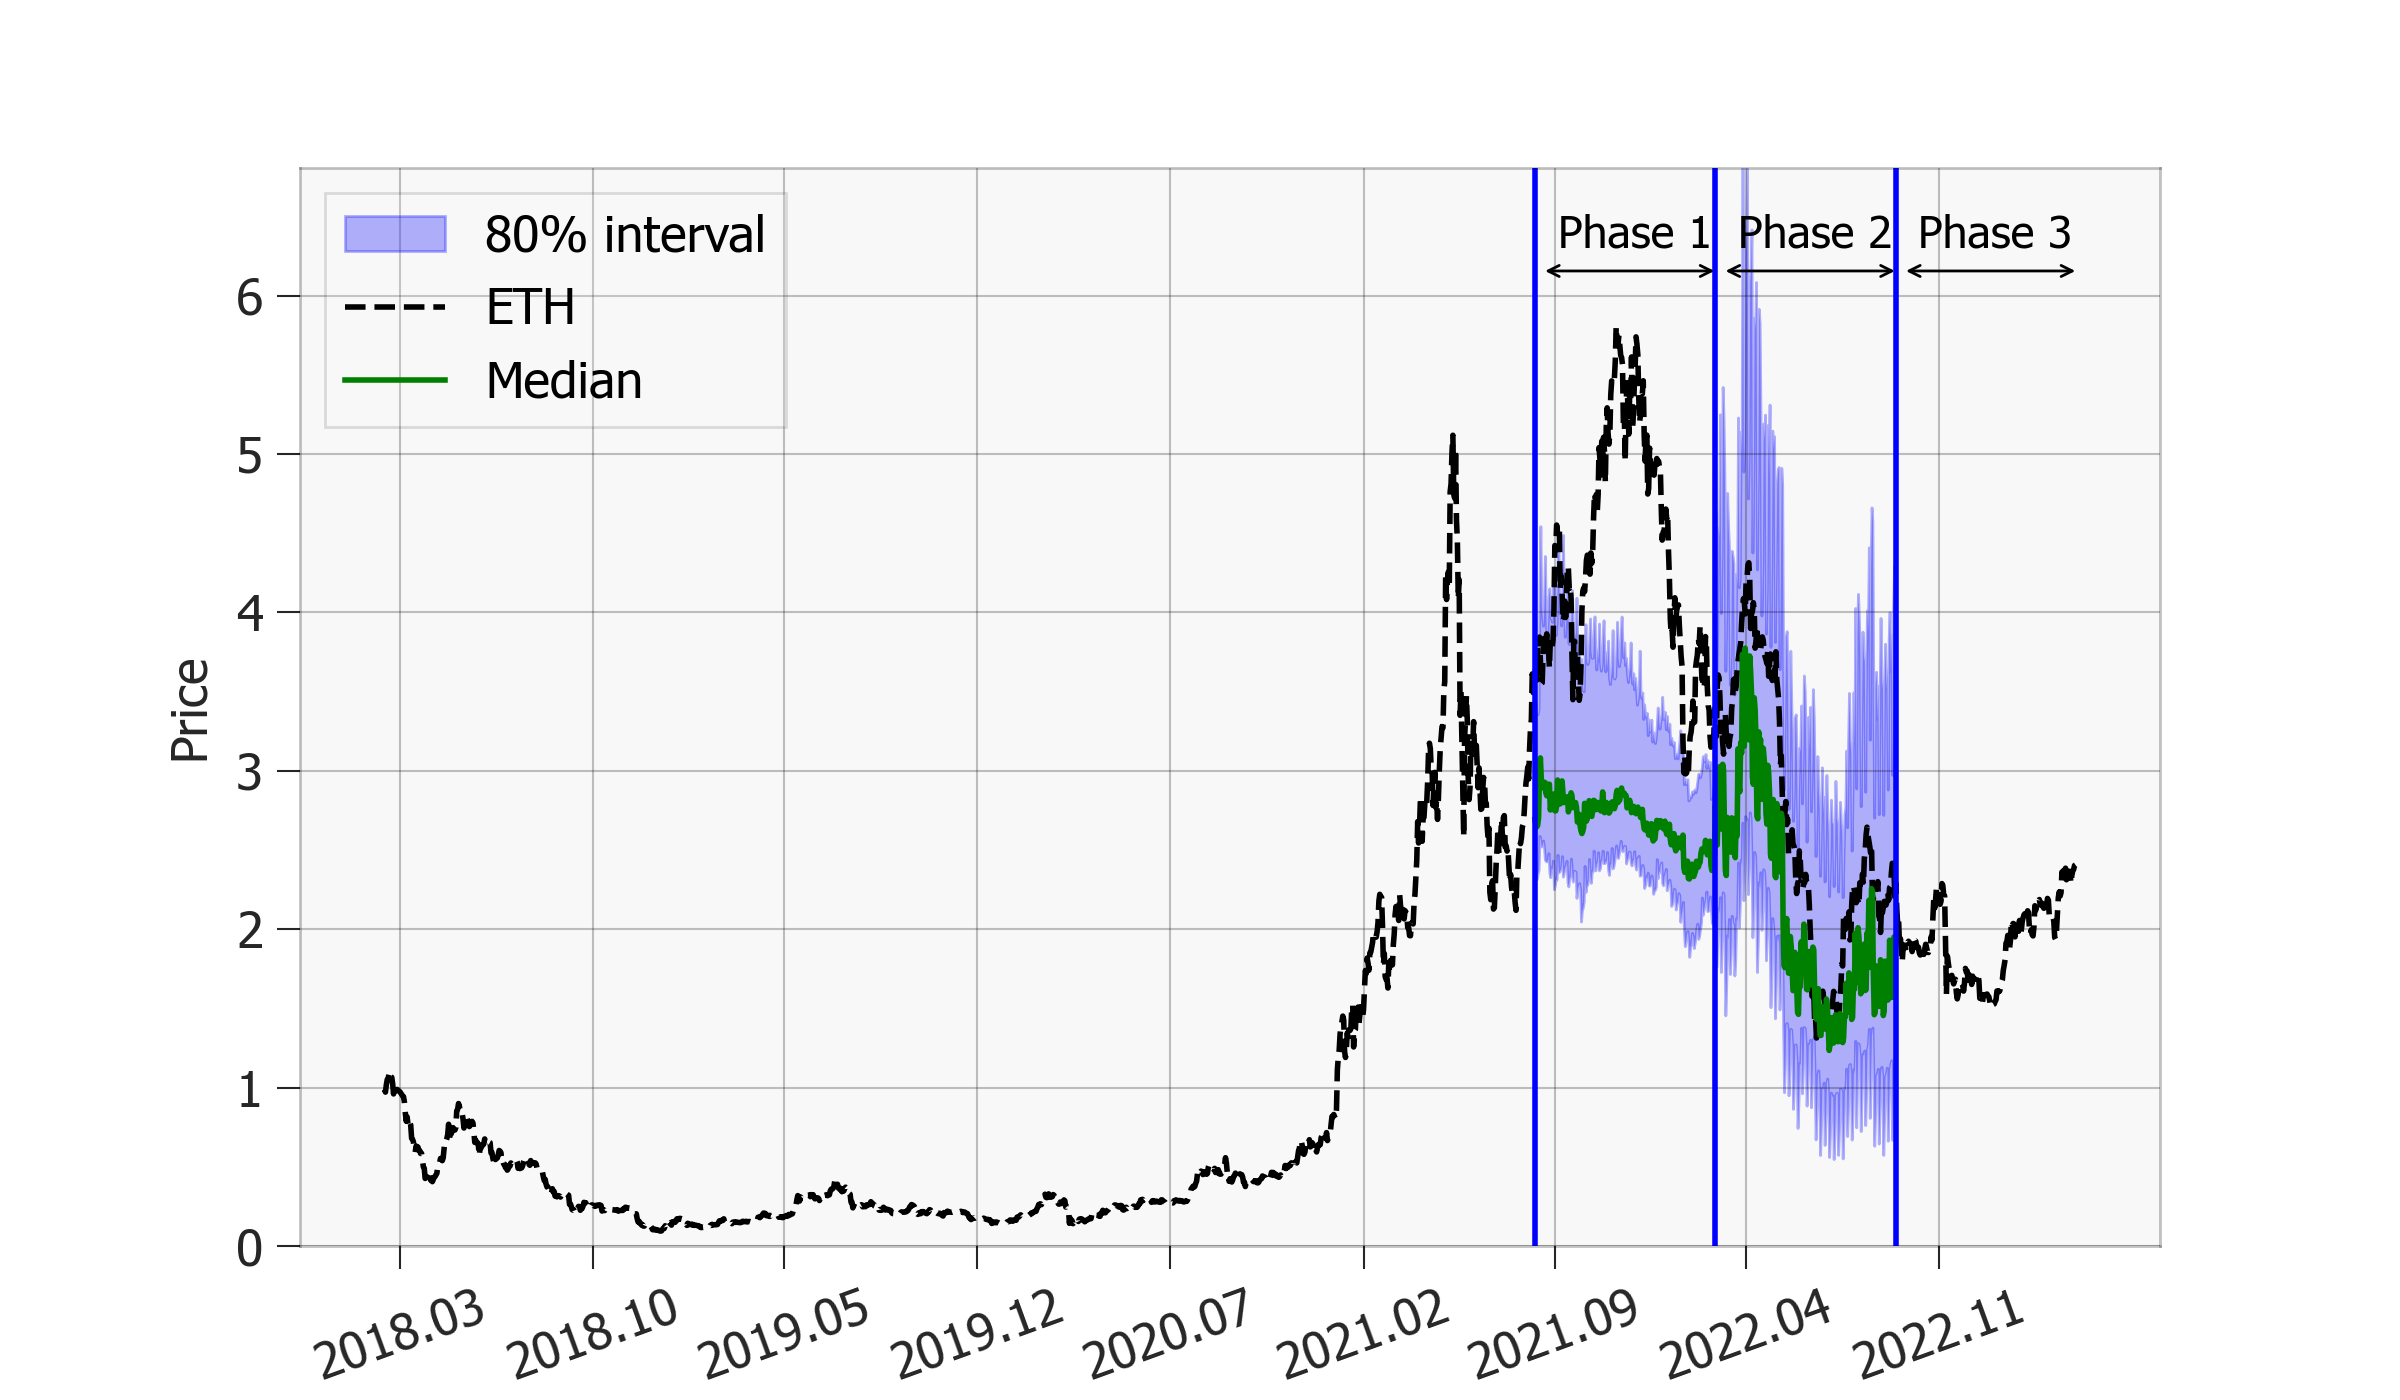 80% interval
ETH
Median
Phase 1
Phase 2
Phase 3
Price
6
5
4
3
2
1
0
2018.03
2018.10
2019.05
2019.12
2020.07
2021.02
2021.09
2022.04
2022.11